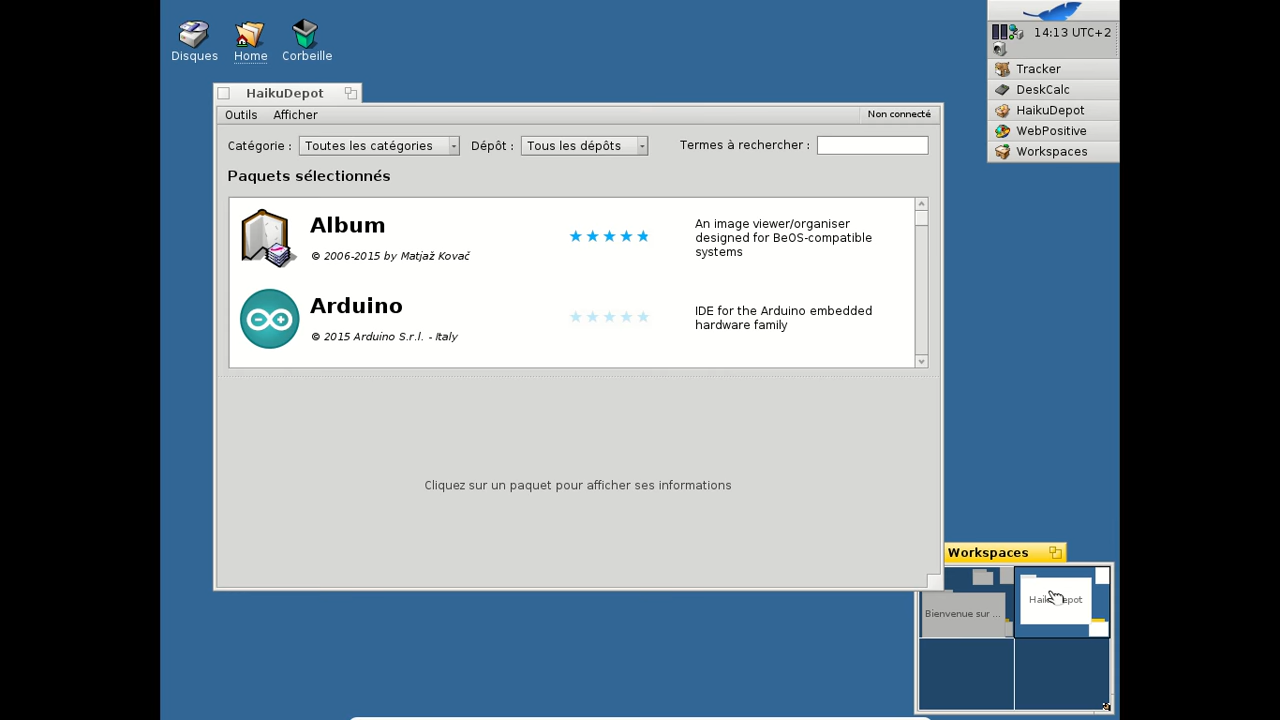 Disques
Home
Corbeille
14:13 UTC+2
Tracker
DeskCalc
HaikuDepot
WebPositive
Workspaces
HaikuDepot
Outils
Afficher
Non connecté
Catégorie :
Toutes les catégories
Dépôt :
Tous les dépôts
Termes à rechercher :
Paquets sélectionnés
Album
© 2006-2015 by Matjaž Kovač
An image viewer/organiser
designed for BeOS-compatible
systems
Arduino
© 2015 Arduino S.r.l. - Italy
IDE for the Arduino embedded
hardware family
Cliquez sur un paquet pour afficher ses informations
Workspaces
Bienvenue sur ...
HaikuDepot